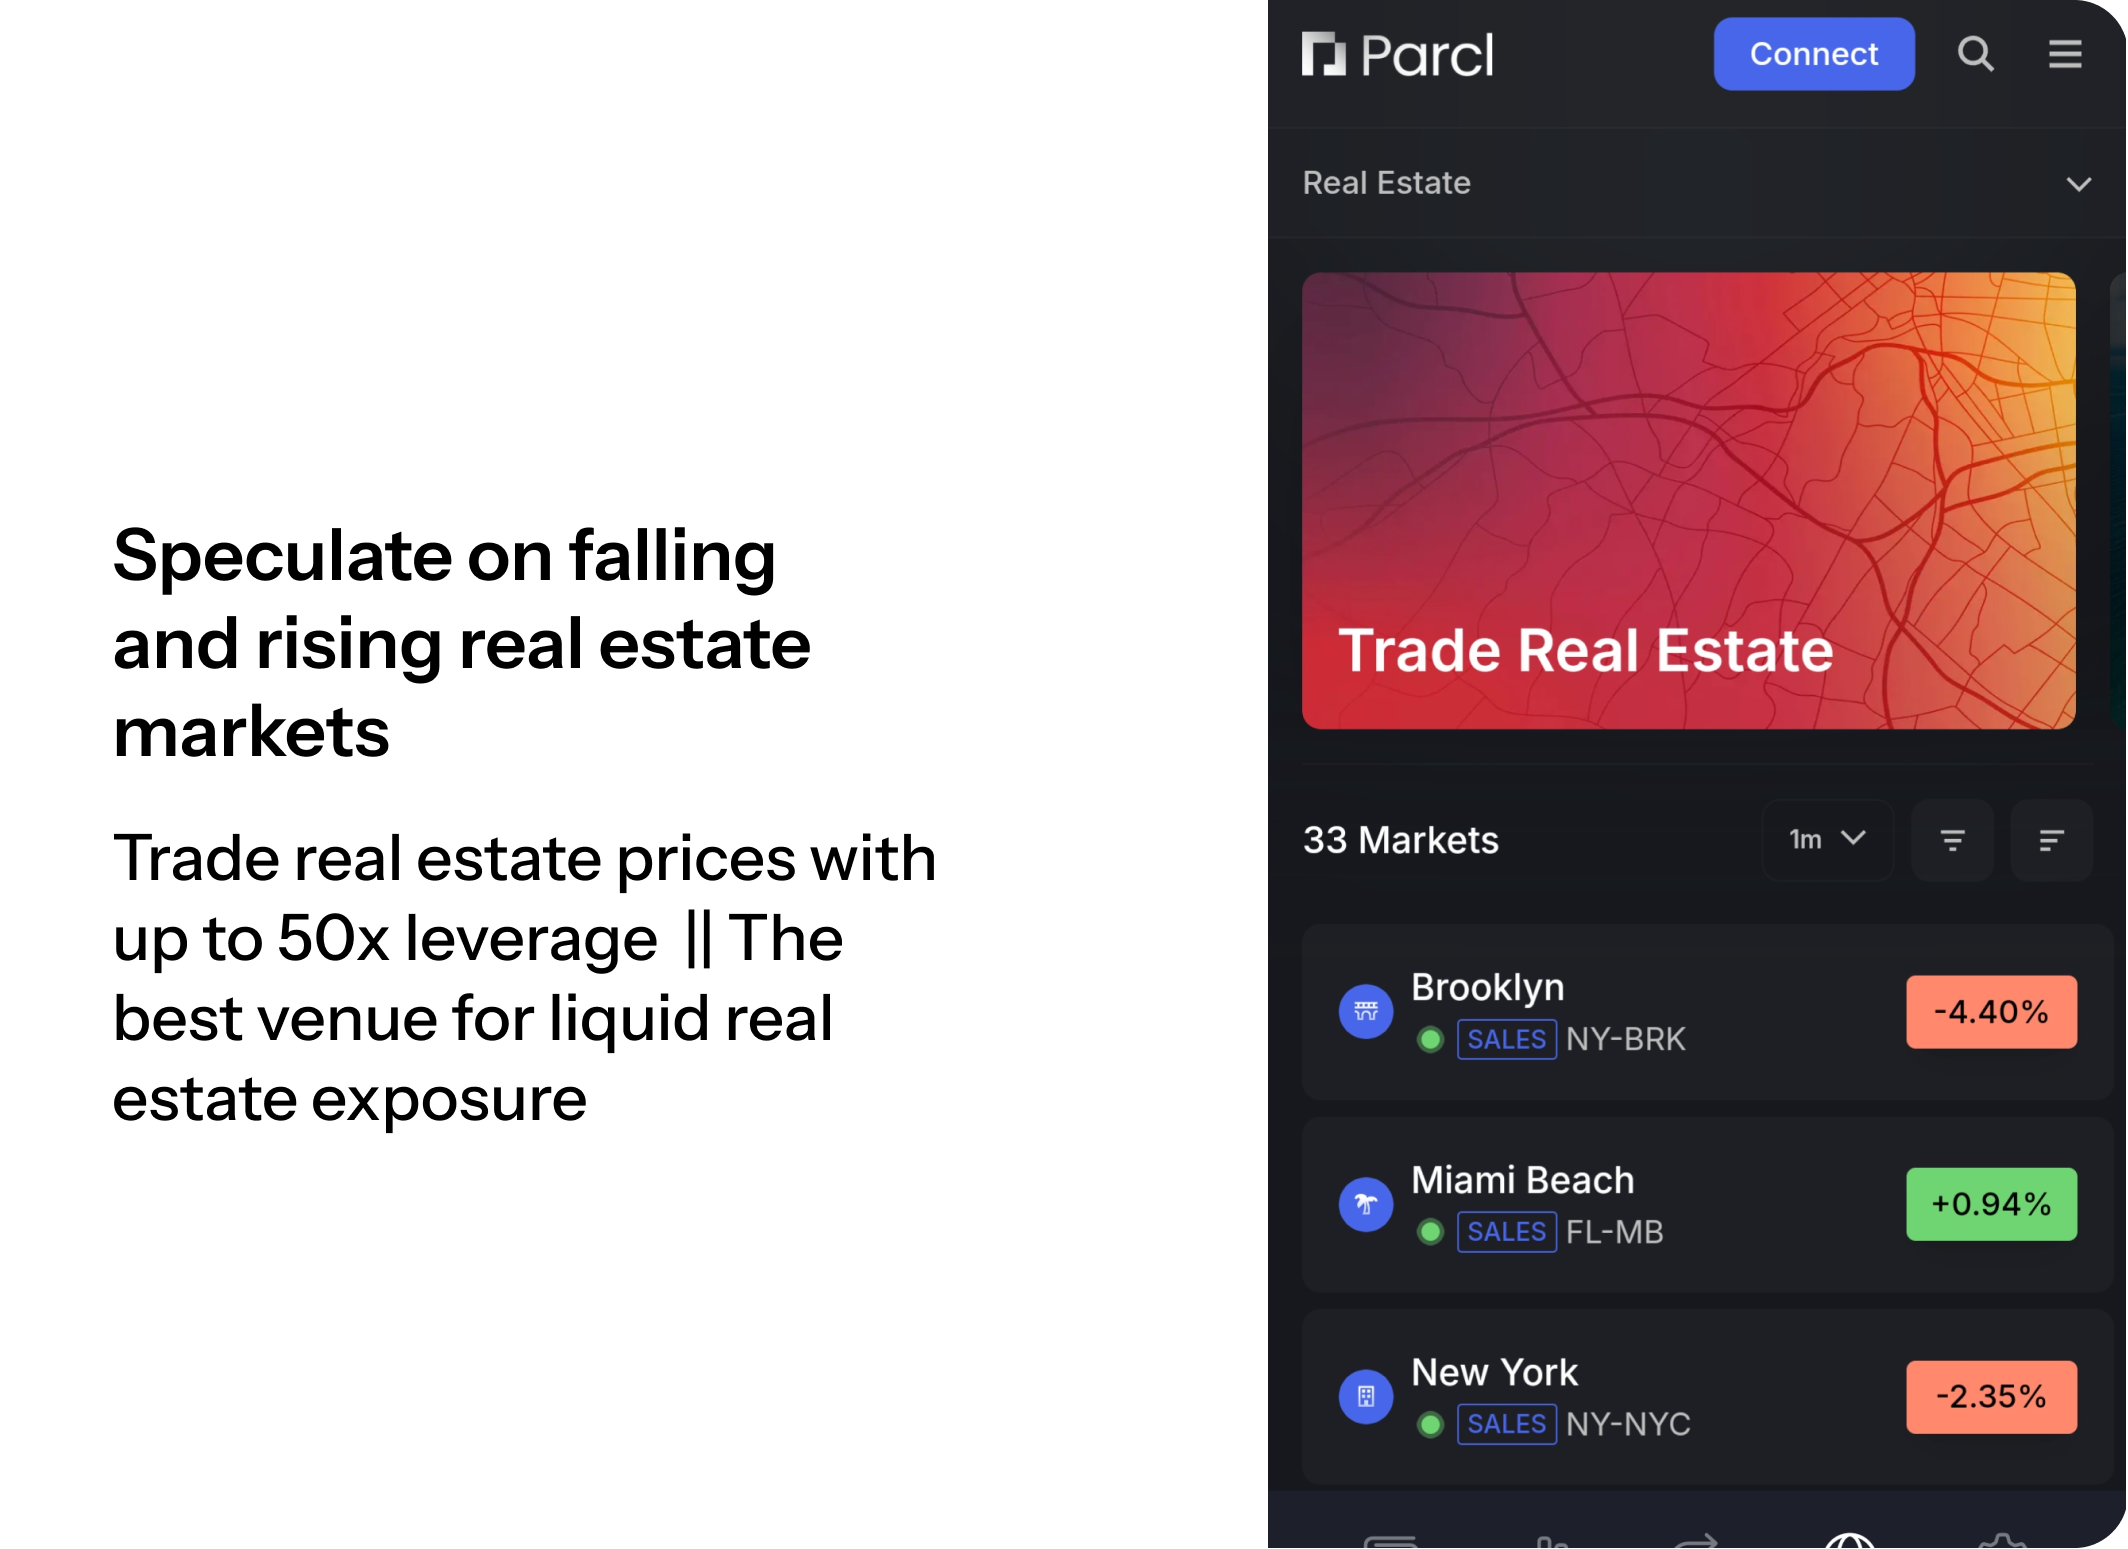 Speculate on falling
and rising real estate
markets
Trade real estate prices with
up to 50x leverage || The
best venue for liquid real
estate exposure
Parcl
Connect
Real Estate
Trade Real Estate
33 Markets
1m
Brooklyn
SALES NY-BRK
-4.40%
Miami Beach
SALES FL-MB
+0.94%
New York
SALES NY-NYC
-2.35%